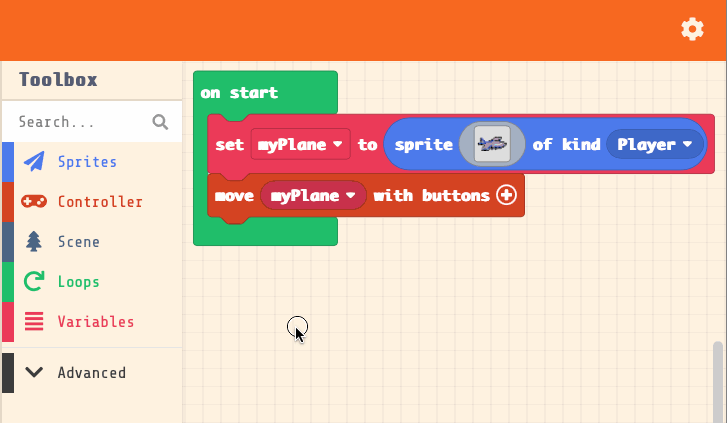 Toolbox
Search...
Sprites
Controller
Scene
Loops
Variables
Advanced
on start
set myPlane to sprite of kind Player
move myPlane with buttons